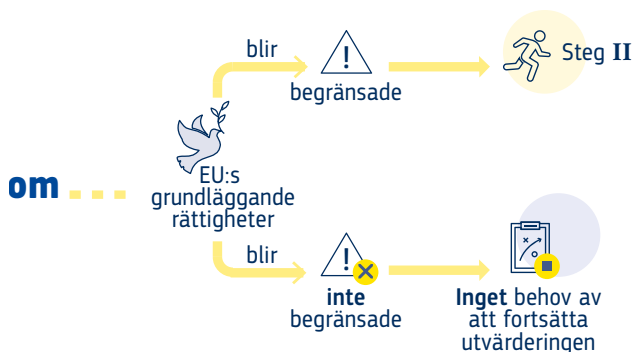 blir
begränsade
Steg II
om
EU:s
grundläggande
rättigheter
blir
inte
begränsade
Inget behov av
att fortsätta
utvärderingen